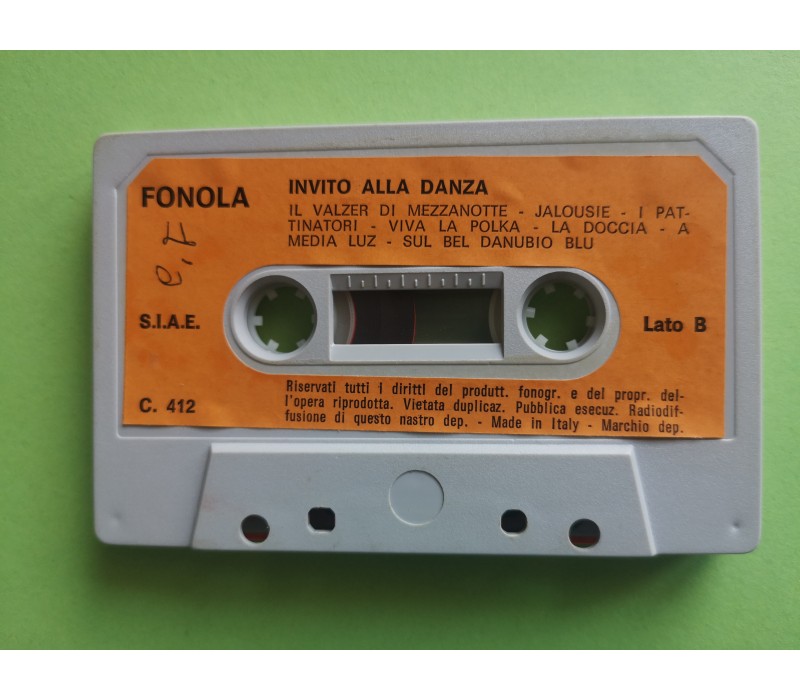 FONOLA
INVITO ALLA DANZA
IL VALZER DI MEZZANOTTE - JALOUSIE - I PAT-
TINATORI - VIVA LA POLKA - LA DOCCIA - A
MEDIA LUZ - SUL BEL DANUBIO BLU
S.I.A.E.
Lato B
C. 412
Riservati tutti i diritti del produtt. fonogr. e del propr. del-
l'opera riprodotta. Vietata duplicaz. Pubblica esecuz. Radiodif-
fusione di questo nastro dep. - Made in Italy - Marchio dep.